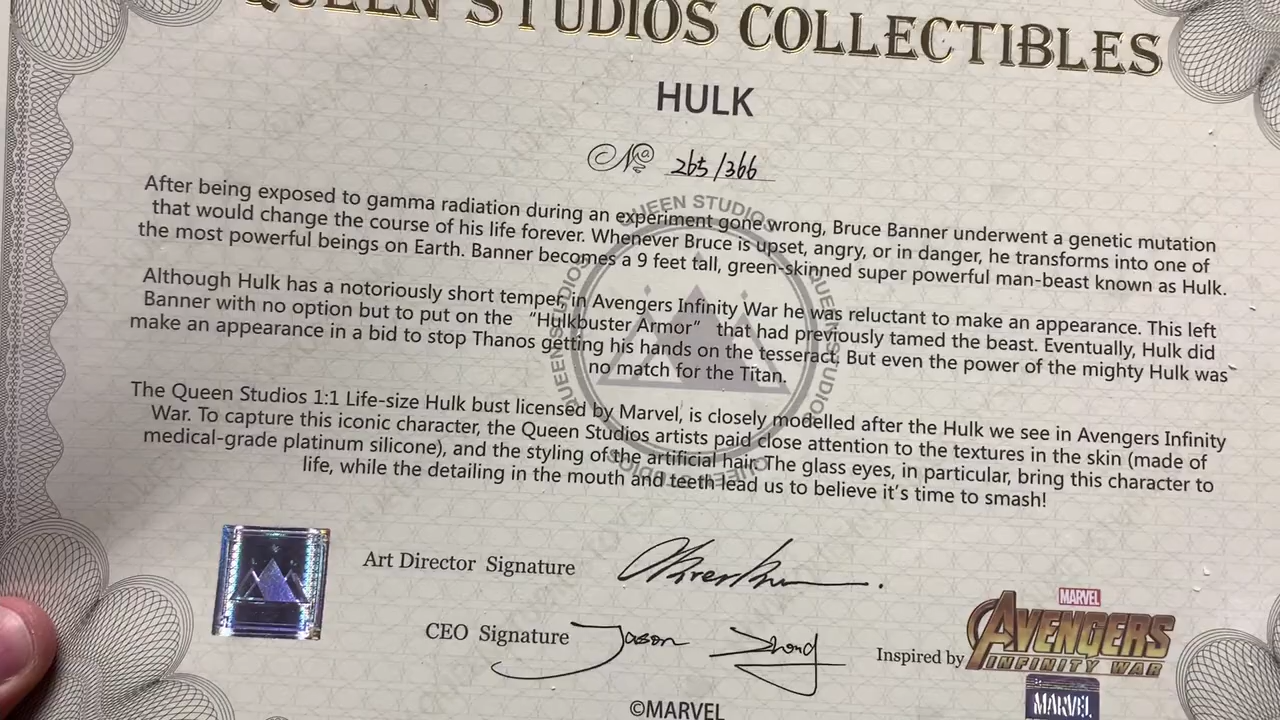 QUEEN STUDIOS COLLECTIBLES
HULK
No 265/366
After being exposed to gamma radiation during an experiment gone wrong, Bruce Banner underwent a genetic mutation
that would change the course of his life forever. Whenever Bruce is upset, angry, or in danger, he transforms into one of
the most powerful beings on Earth. Banner becomes a 9 feet tall, green-skinned super powerful man-beast known as Hulk.
Although Hulk has a notoriously short temper, in Avengers Infinity War he was reluctant to make an appearance. This left
Banner with no option but to put on the “Hulkbuster Armor” that had previously tamed the beast. Eventually, Hulk did
make an appearance in a bid to stop Thanos getting his hands on the tesseract. But even the power of the mighty Hulk was
no match for the Titan.
The Queen Studios 1:1 Life-size Hulk bust licensed by Marvel, is closely modelled after the Hulk we see in Avengers Infinity
War. To capture this iconic character, the Queen Studios artists paid close attention to the textures in the skin (made of
medical-grade platinum silicone), and the styling of the artificial hair. The glass eyes, in particular, bring this character to
life, while the detailing in the mouth and teeth lead us to believe it’s time to smash!
QUEEN STUDIOS
QUEEN STUDIOS
QUEEN STUDIOS
QUEEN STUDIOS
Art Director Signature
CEO Signature Jason
Inspired by
MARVEL
AVENGERS
INFINITY WAR
MARVEL
©MARVEL